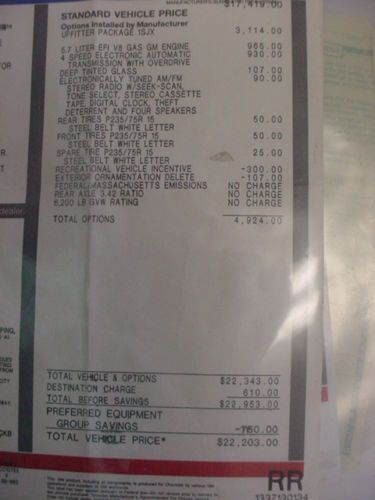 MANUFACTURER'S
STANDARD VEHICLE PRICE $17,419.00
Options Installed by Manufacturer
UPFITTER PACKAGE 1SJX 3,114.00
5.7 LITER EFI V8 GAS GM ENGINE 965.00
4 SPEED ELECTRONIC AUTOMATIC 930.00
TRANSMISSION WITH OVERDRIVE
DEEP TINTED GLASS 107.00
ELECTRONICALLY TUNED AM/FM 90.00
STEREO RADIO W/SEEK-SCAN,
TONE SELECT, STEREO CASSETTE
TAPE, DIGITAL CLOCK, THEFT
DETERRENT AND FOUR SPEAKERS
REAR TIRES P235/75R 15 50.00
STEEL BELT WHITE LETTER
FRONT TIRES P235/75R 15 50.00
STEEL BELT WHITE LETTER
SPARE TIRE P235/75R 15 25.00
STEEL BELT WHITE LETTER
RECREATIONAL VEHICLE INCENTIVE -300.00
EXTERIOR ORNAMENTATION DELETE -107.00
FEDERAL/MASSACHUSETTS EMISSIONS NO CHARGE
REAR AXLE 3.42 RATIO NO CHARGE
6,200 LB GVW RATING NO CHARGE
TOTAL OPTIONS 4,924.00
dealer
TOTAL VEHICLE & OPTIONS $22,343.00
DESTINATION CHARGE 610.00
TOTAL BEFORE SAVINGS $22,953.00
PREFERRED EQUIPMENT
GROUP SAVINGS -750.00
TOTAL VEHICLE PRICE* $22,203.00
RR